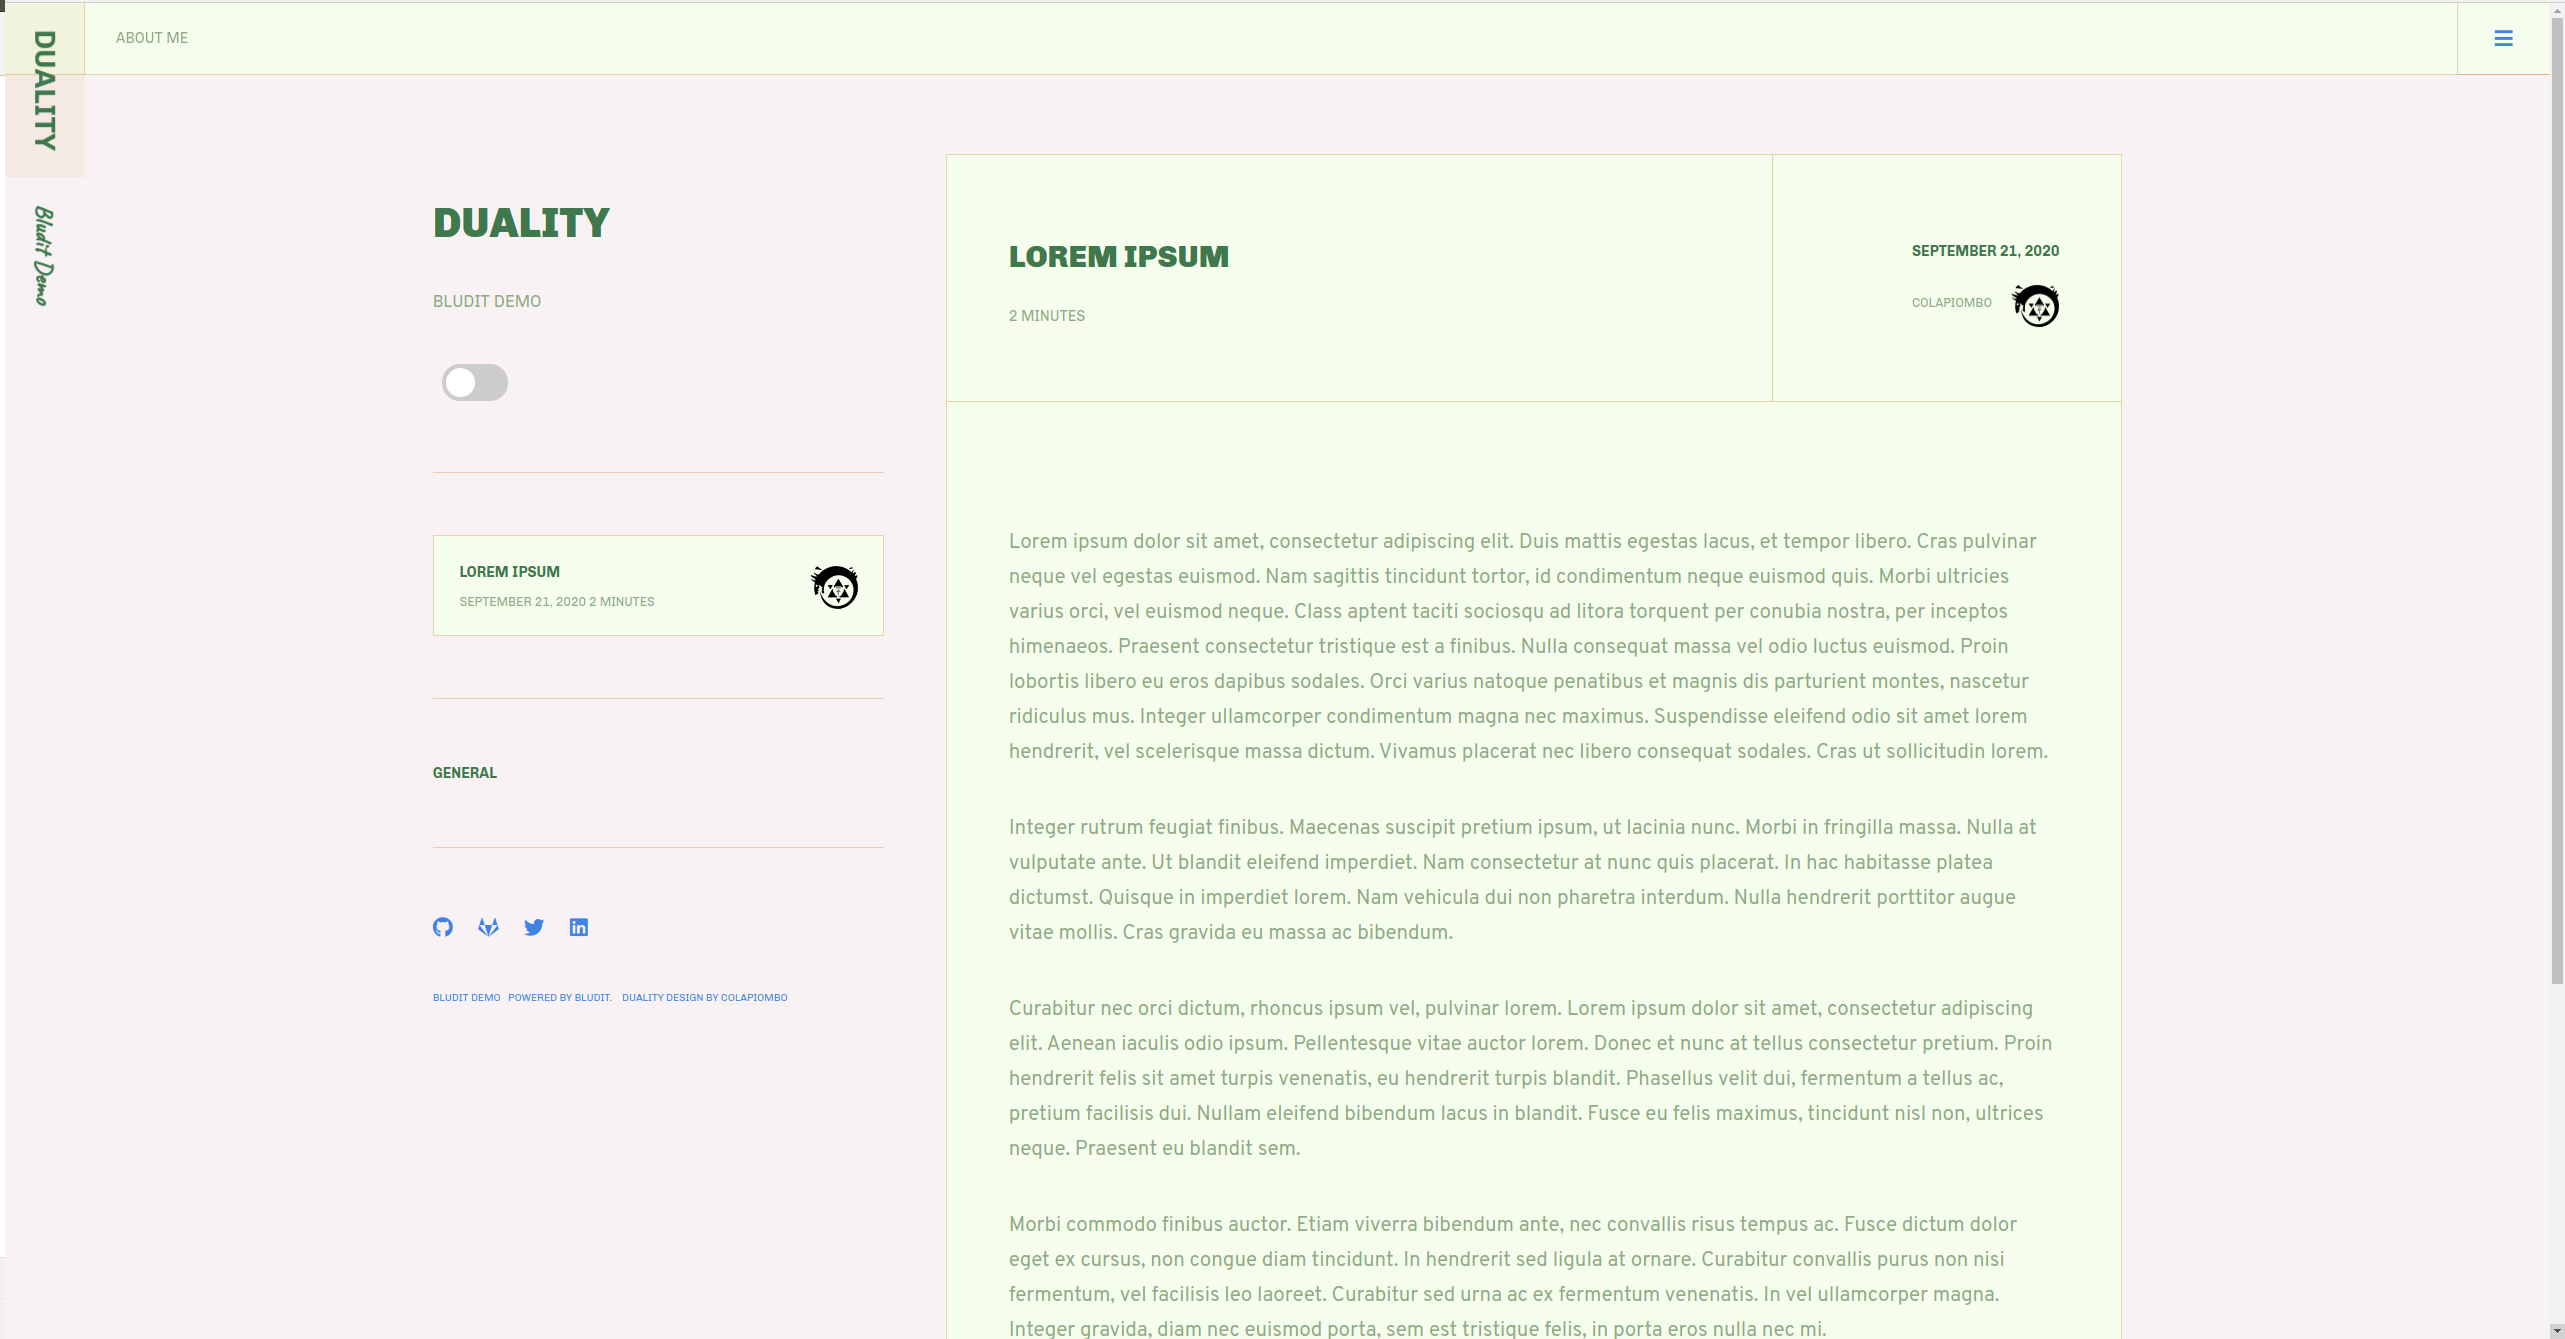 DUALITY
Bludit Demo
ABOUT ME
DUALITY
BLUDIT DEMO
LOREM IPSUM
SEPTEMBER 21, 2020 2 MINUTES
GENERAL
BLUDIT DEMO POWERED BY BLUDIT. DUALITY DESIGN BY COLAPIOMBO
LOREM IPSUM
2 MINUTES
SEPTEMBER 21, 2020
COLAPIOMBO
Lorem ipsum dolor sit amet, consectetur adipiscing elit. Duis mattis egestas lacus, et tempor libero. Cras pulvinar
neque vel egestas euismod. Nam sagittis tincidunt tortor, id condimentum neque euismod quis. Morbi ultricies
varius orci, vel euismod neque. Class aptent taciti sociosqu ad litora torquent per conubia nostra, per inceptos
himenaeos. Praesent consectetur tristique est a finibus. Nulla consequat massa vel odio luctus euismod. Proin
lobortis libero eu eros dapibus sodales. Orci varius natoque penatibus et magnis dis parturient montes, nascetur
ridiculus mus. Integer ullamcorper condimentum magna nec maximus. Suspendisse eleifend odio sit amet lorem
hendrerit, vel scelerisque massa dictum. Vivamus placerat nec libero consequat sodales. Cras ut sollicitudin lorem.
Integer rutrum feugiat finibus. Maecenas suscipit pretium ipsum, ut lacinia nunc. Morbi in fringilla massa. Nulla at
vulputate ante. Ut blandit eleifend imperdiet. Nam consectetur at nunc quis placerat. In hac habitasse platea
dictumst. Quisque in imperdiet lorem. Nam vehicula dui non pharetra interdum. Nulla hendrerit porttitor augue
vitae mollis. Cras gravida eu massa ac bibendum.
Curabitur nec orci dictum, rhoncus ipsum vel, pulvinar lorem. Lorem ipsum dolor sit amet, consectetur adipiscing
elit. Aenean iaculis odio ipsum. Pellentesque vitae auctor lorem. Donec et nunc at tellus consectetur pretium. Proin
hendrerit felis sit amet turpis venenatis, eu hendrerit turpis blandit. Phasellus velit dui, fermentum a tellus ac,
pretium facilisis dui. Nullam eleifend bibendum lacus in blandit. Fusce eu felis maximus, tincidunt nisl non, ultrices
neque. Praesent eu blandit sem.
Morbi commodo finibus auctor. Etiam viverra bibendum ante, nec convallis risus tempus ac. Fusce dictum dolor
eget ex cursus, non congue diam tincidunt. In hendrerit sed ligula at ornare. Curabitur convallis purus non nisi
fermentum, vel facilisis leo laoreet. Curabitur sed urna ac ex fermentum venenatis. In vel ullamcorper magna.
Integer gravida, diam nec euismod porta, sem est tristique felis, in porta eros nulla nec mi.